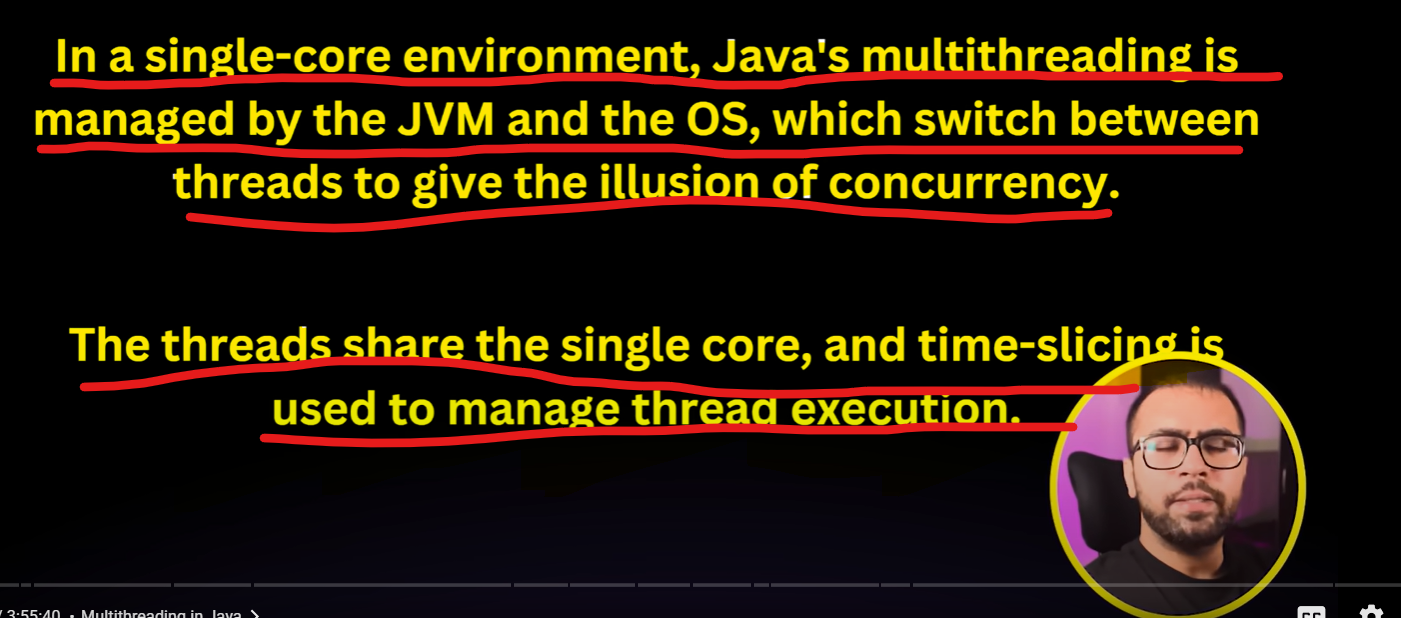 In a single-core environment, Java's multithreading is
managed by the JVM and the OS, which switch between
threads to give the illusion of concurrency.
The threads share the single core, and time-slicing is
used to manage thread execution.
/ 3:55:40 • Multithreading in Java >
CC